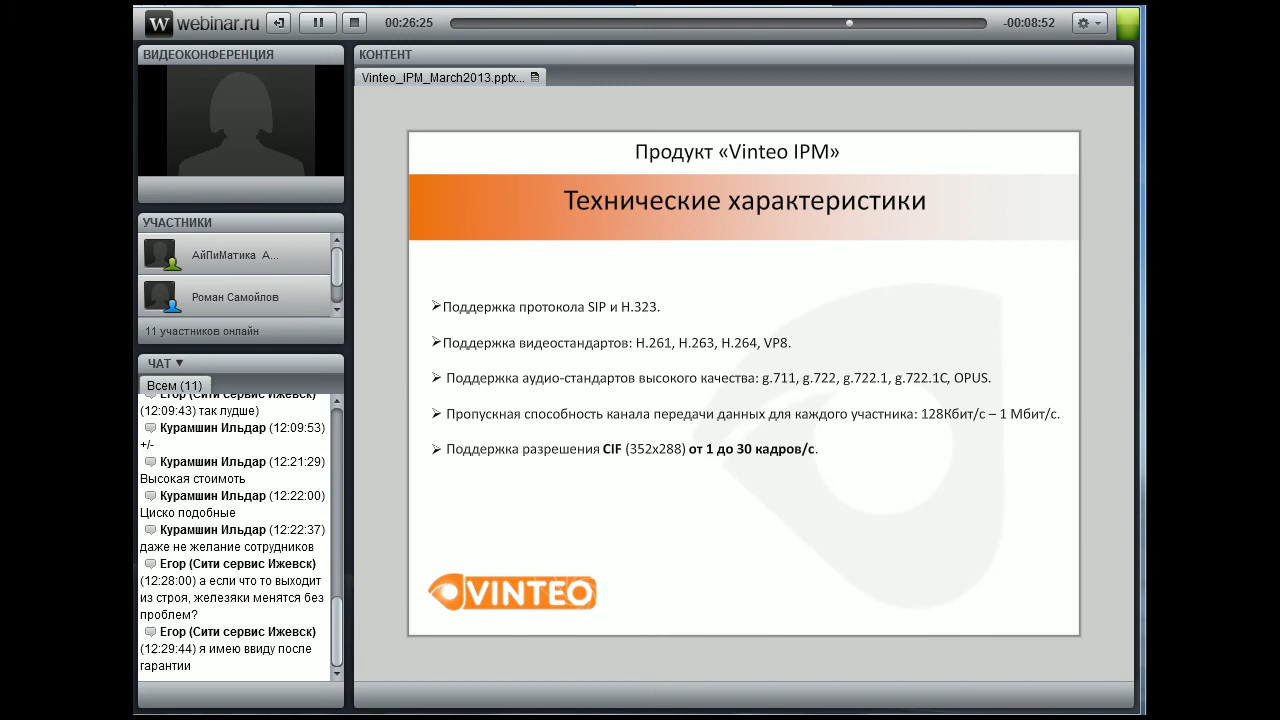 w webinar.ru
00:26:25
-00:08:52
ВИДЕОКОНФЕРЕНЦИЯ
УЧАСТНИКИ
АйПиМатика А...
Роман Самойлов
11 участников онлайн
ЧАТ
Всем (11)
Егор (Сити сервис Ижевск)
(12:09:43) так лудше)
Курамшин Ильдар (12:09:53)
+/-
Курамшин Ильдар (12:21:29)
Высокая стоимоть
Курамшин Ильдар (12:22:00)
Циско подобные
Курамшин Ильдар (12:22:37)
даже не желание сотрудников
Егор (Сити сервис Ижевск)
(12:28:00) а если что то выходит
из строя, железяки менятся без
проблем?
Егор (Сити сервис Ижевск)
(12:29:44) я имею ввиду после
гарантии
КОНТЕНТ
Vinteo_IPM_March2013.pptx...
Продукт «Vinteo IPM»
Технические характеристики
Поддержка протокола SIP и H.323.
Поддержка видеостандартов: H.261, H.263, H.264, VP8.
Поддержка аудио-стандартов высокого качества: g.711, g.722, g.722.1, g.722.1C, OPUS.
Пропускная способность канала передачи данных для каждого участника: 128Кбит/с – 1 Мбит/с.
Поддержка разрешения CIF (352x288) от 1 до 30 кадров/с.
VINTEO